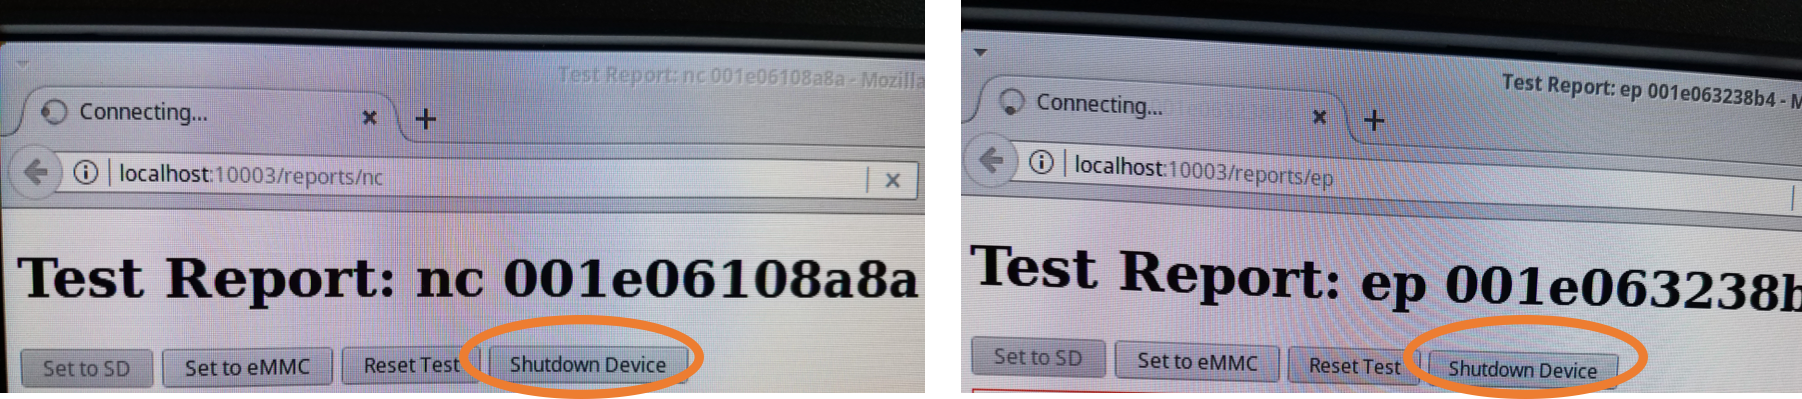 Test Report: nc 001e06108a8a - Mozilla
Connecting...
localhost:10003/reports/nc
Test Report: nc 001e06108a8a
Set to SD Set to eMMC Reset Test Shutdown Device
Test Report: ep 001e063238b4 - M
Connecting...
localhost:10003/reports/ep
Test Report: ep 001e063238b
Set to SD Set to eMMC Reset Test Shutdown Device